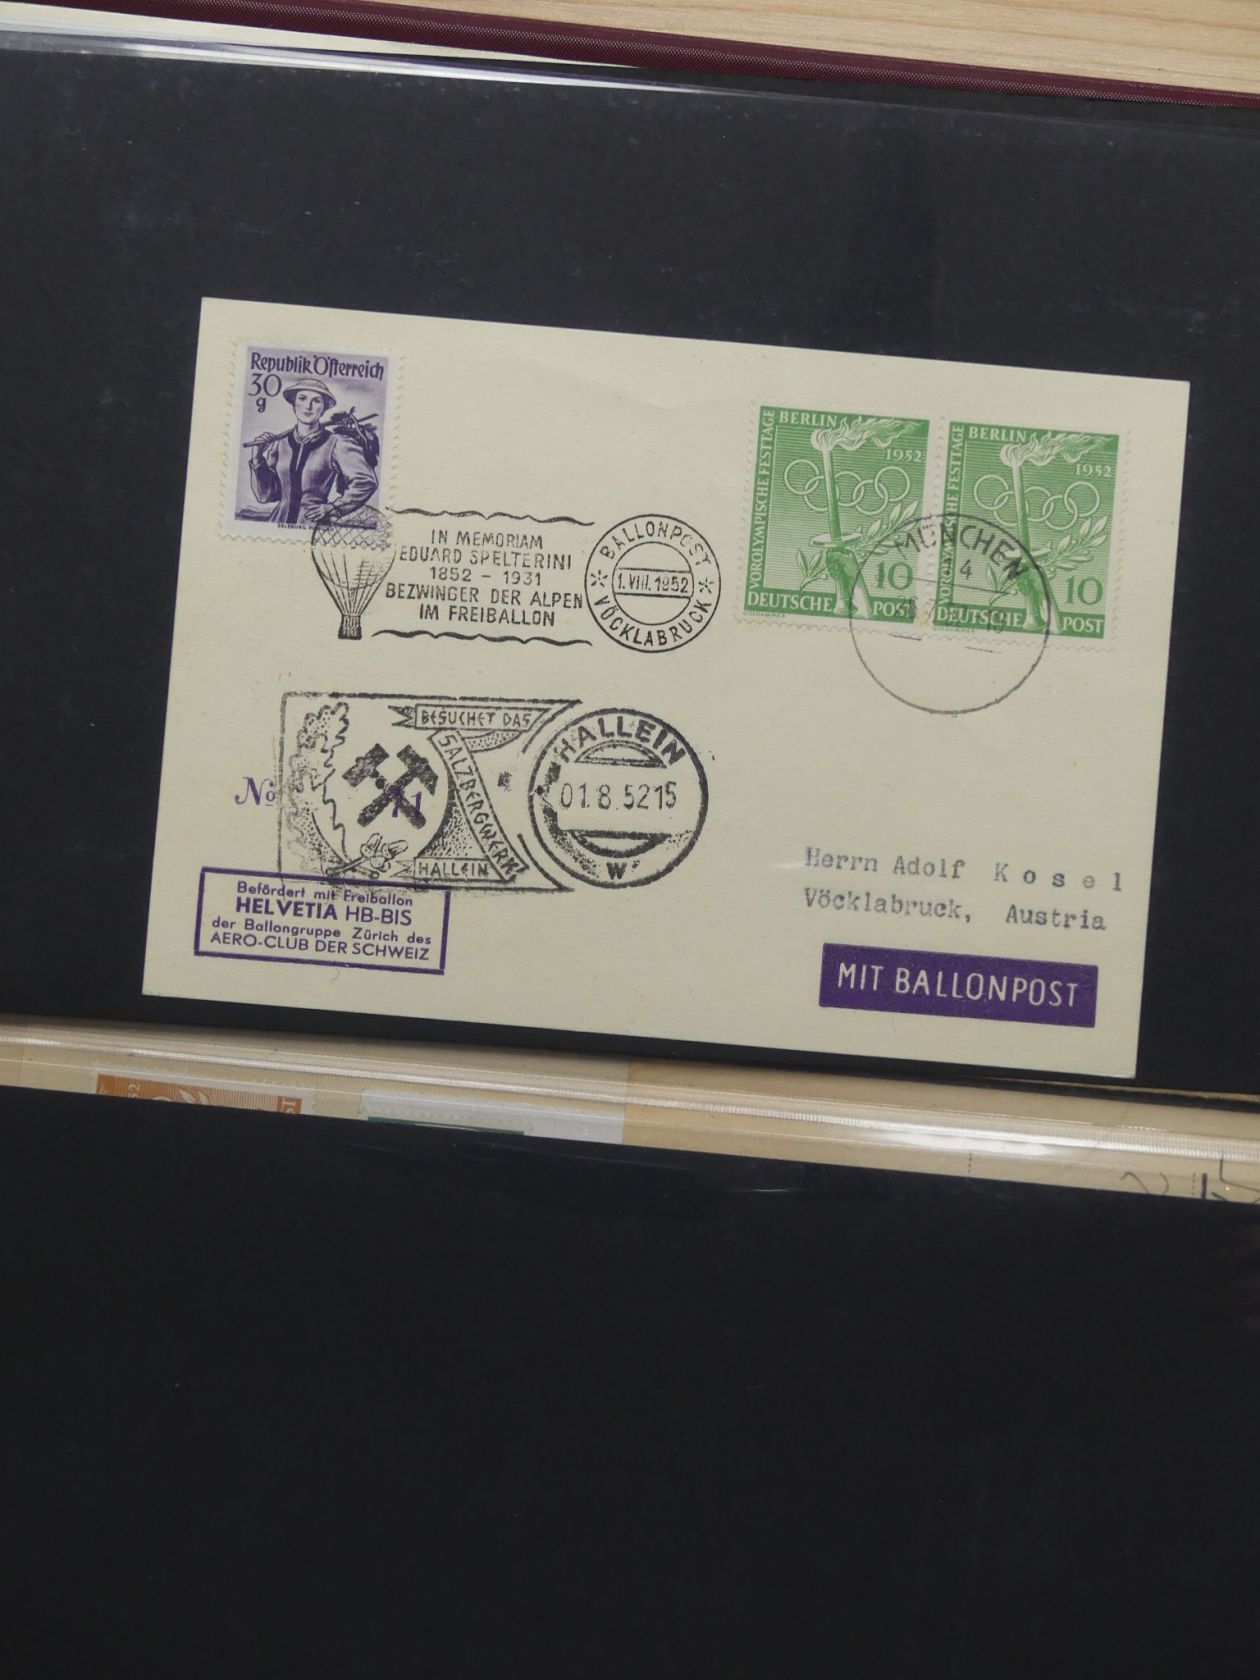 Republik Österreich
30
g
SALZBURG
IN MEMORIAM
EDUARD SPELTERINI
1852 - 1931
BEZWINGER DER ALPEN
IM FREIBALLON
BALLONPOST
1.VIII.1952
VÖCKLABRUCK
VOROLYMPISCHE FESTTAGE
BERLIN
1952
10
DEUTSCHE POST
GOLDAMMER
VOROLYMPISCHE FESTTAGE
BERLIN
1952
10
DEUTSCHE POST
MÜNCHEN
BESUCHET DAS
SALZBERGWERK
HALLEIN
HALLEIN
01.8.52 15
W
No
Befördert mit Freiballon
HELVETIA HB-BIS
der Ballongruppe Zürich des
AERO-CLUB DER SCHWEIZ
Herrn Adolf K o s e l
Vöcklabruck, Austria
MIT BALLONPOST